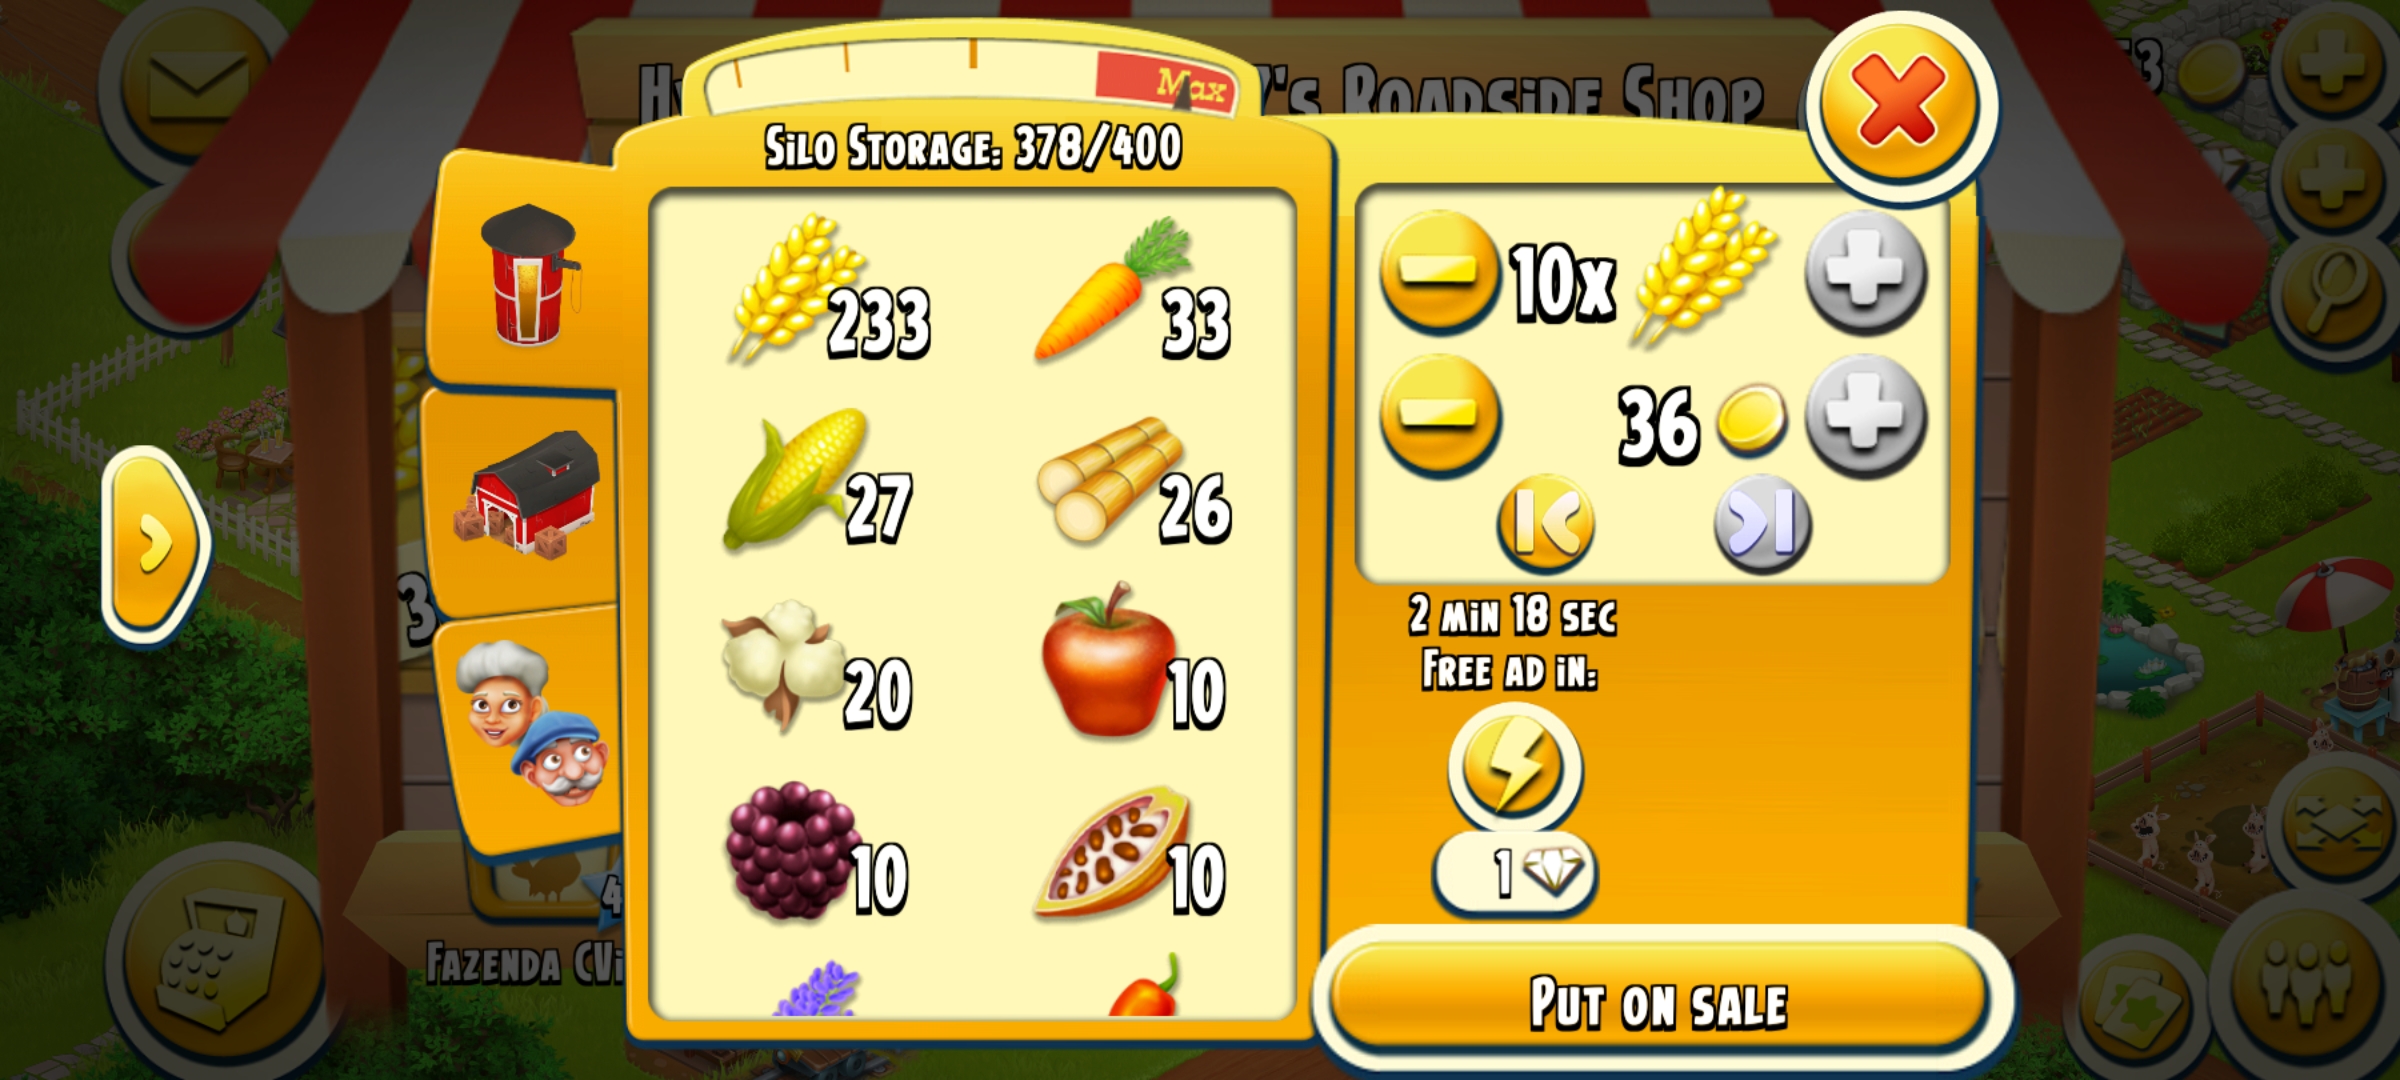 's Roadside Shop
Max
Silo Storage: 378/400
233
33
10x
27
26
36
20
10
10
10
2 min 18 sec
Free ad in:
1
Put on sale
3
Fazenda